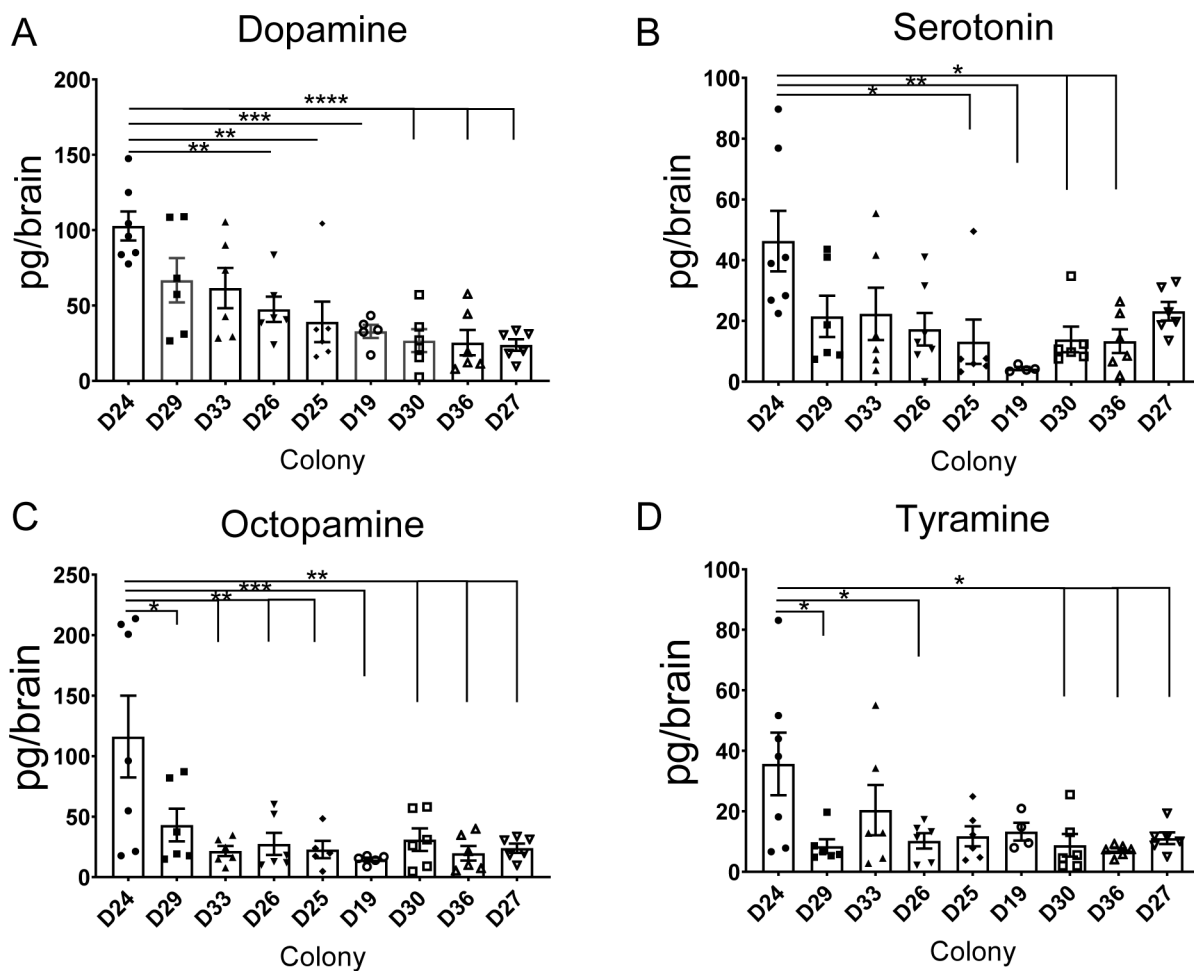 A
Dopamine
pg/brain
200
150
100
50
0
****
***
**
**
D24 D29 D33 D26 D25 D19 D30 D36 D27
Colony
B
Serotonin
pg/brain
100
80
60
40
20
0
*
**
*
D24 D29 D33 D26 D25 D19 D30 D36 D27
Colony
C
Octopamine
pg/brain
250
200
150
100
50
0
**
***
**
*
D24 D29 D33 D26 D25 D19 D30 D36 D27
Colony
D
Tyramine
pg/brain
100
80
60
40
20
0
*
*
*
D24 D29 D33 D26 D25 D19 D30 D36 D27
Colony